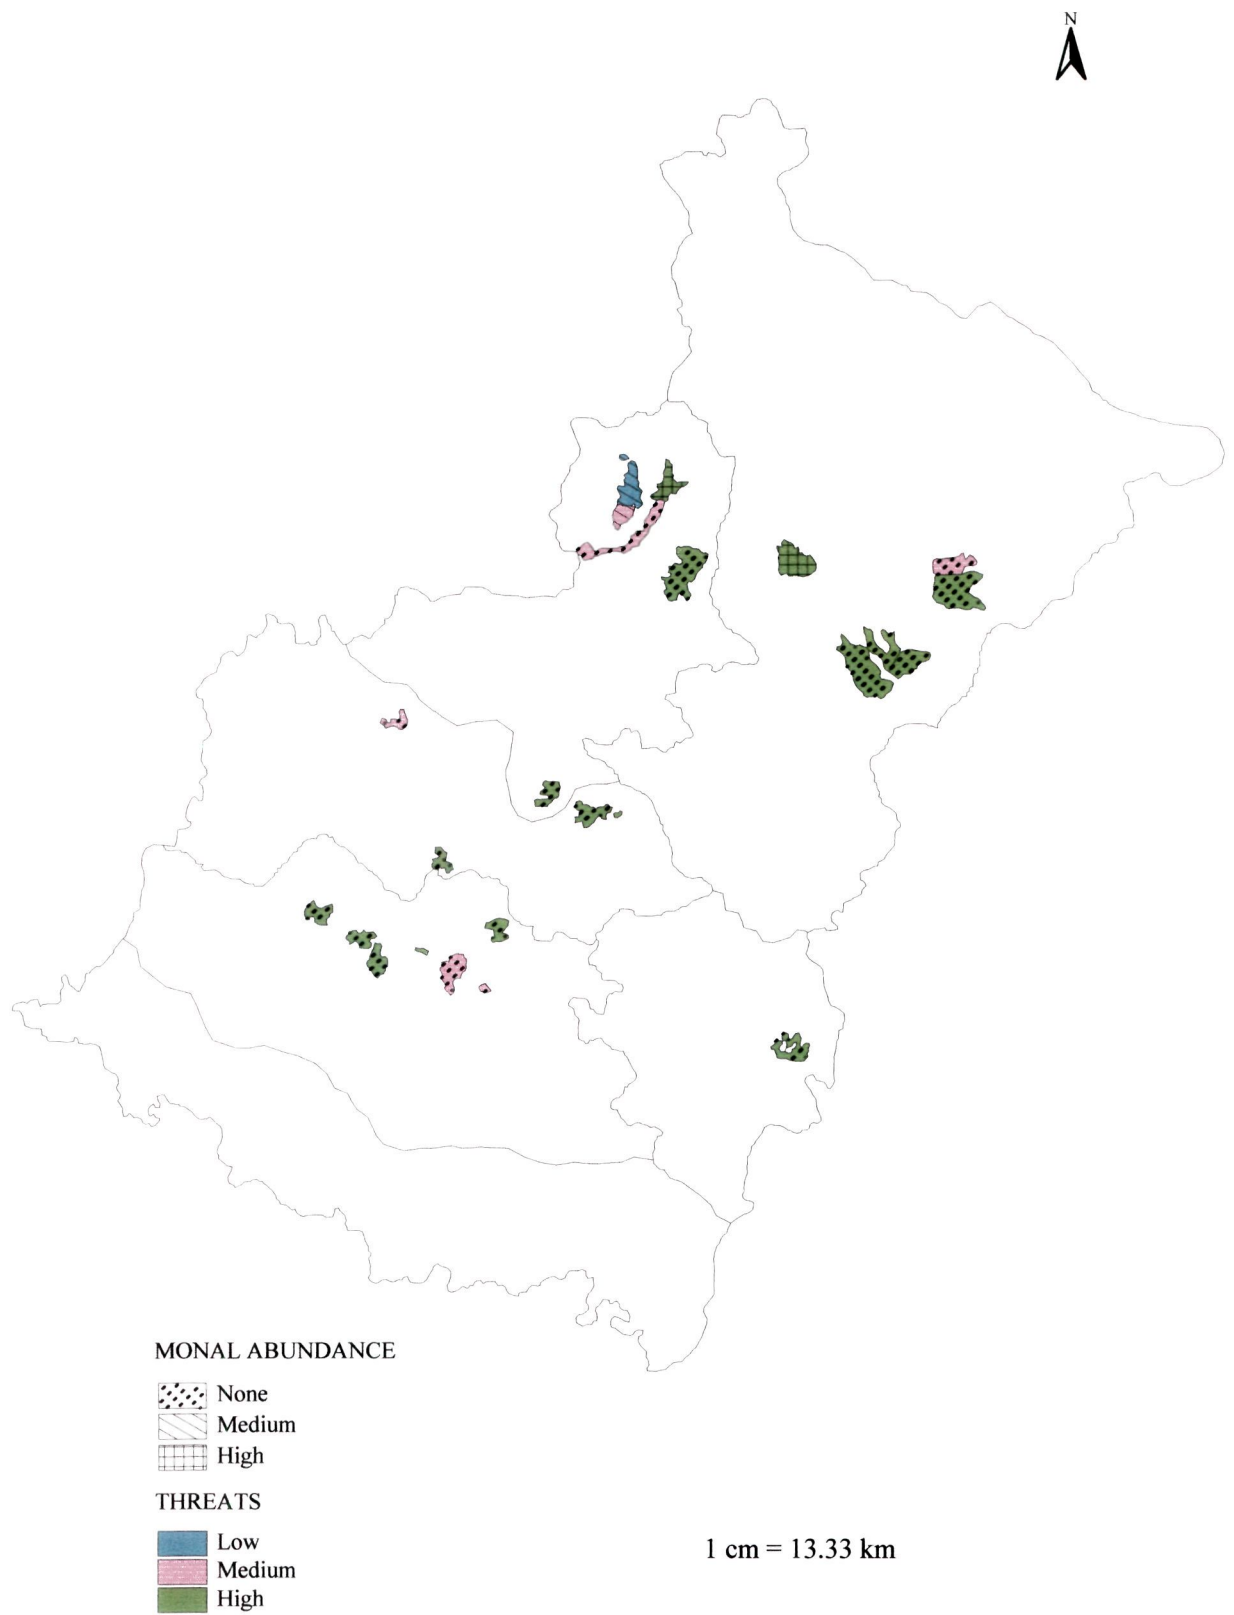 N
MONAL ABUNDANCE
None
Medium
High
THREATS
Low
Medium
High
1 cm = 13.33 km